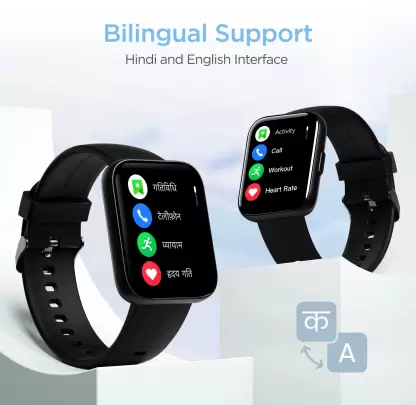 Bilingual Support
Hindi and English Interface
गतिविधि
टेलीफ़ोन
व्यायाम
हृदय गति
Activity
Call
Workout
Heart Rate
क
A